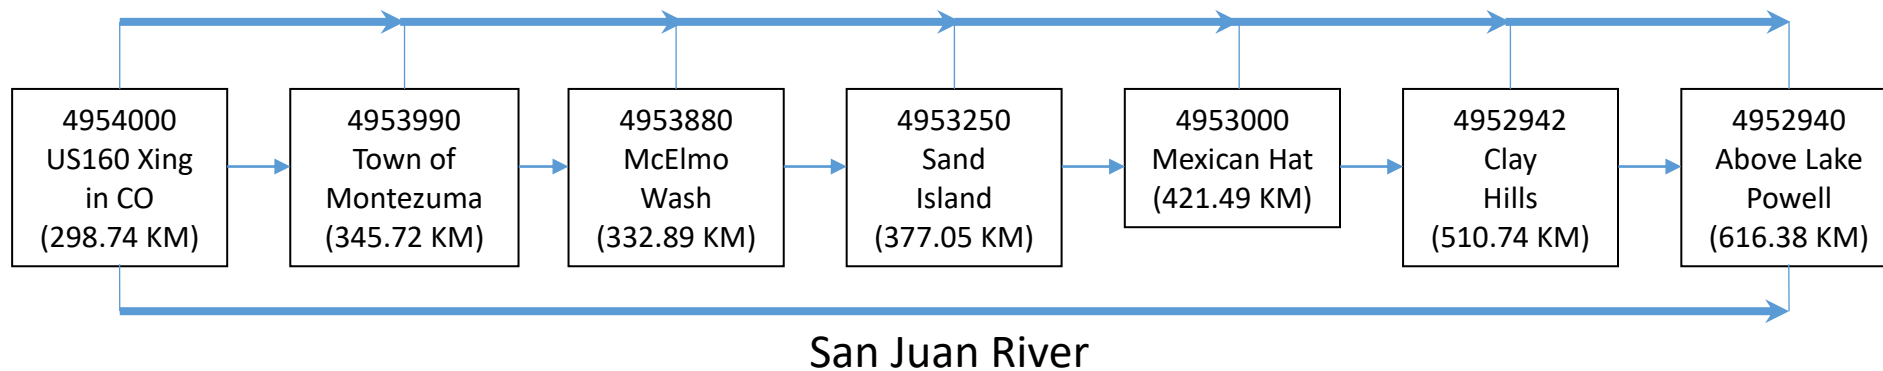 4954000
US160 Xing
in CO
(298.74 KM)
4953990
Town of
Montezuma
(345.72 KM)
4953880
McElmo
Wash
(332.89 KM)
4953250
Sand
Island
(377.05 KM)
4953000
Mexican Hat
(421.49 KM)
4952942
Clay
Hills
(510.74 KM)
4952940
Above Lake
Powell
(616.38 KM)
San Juan River